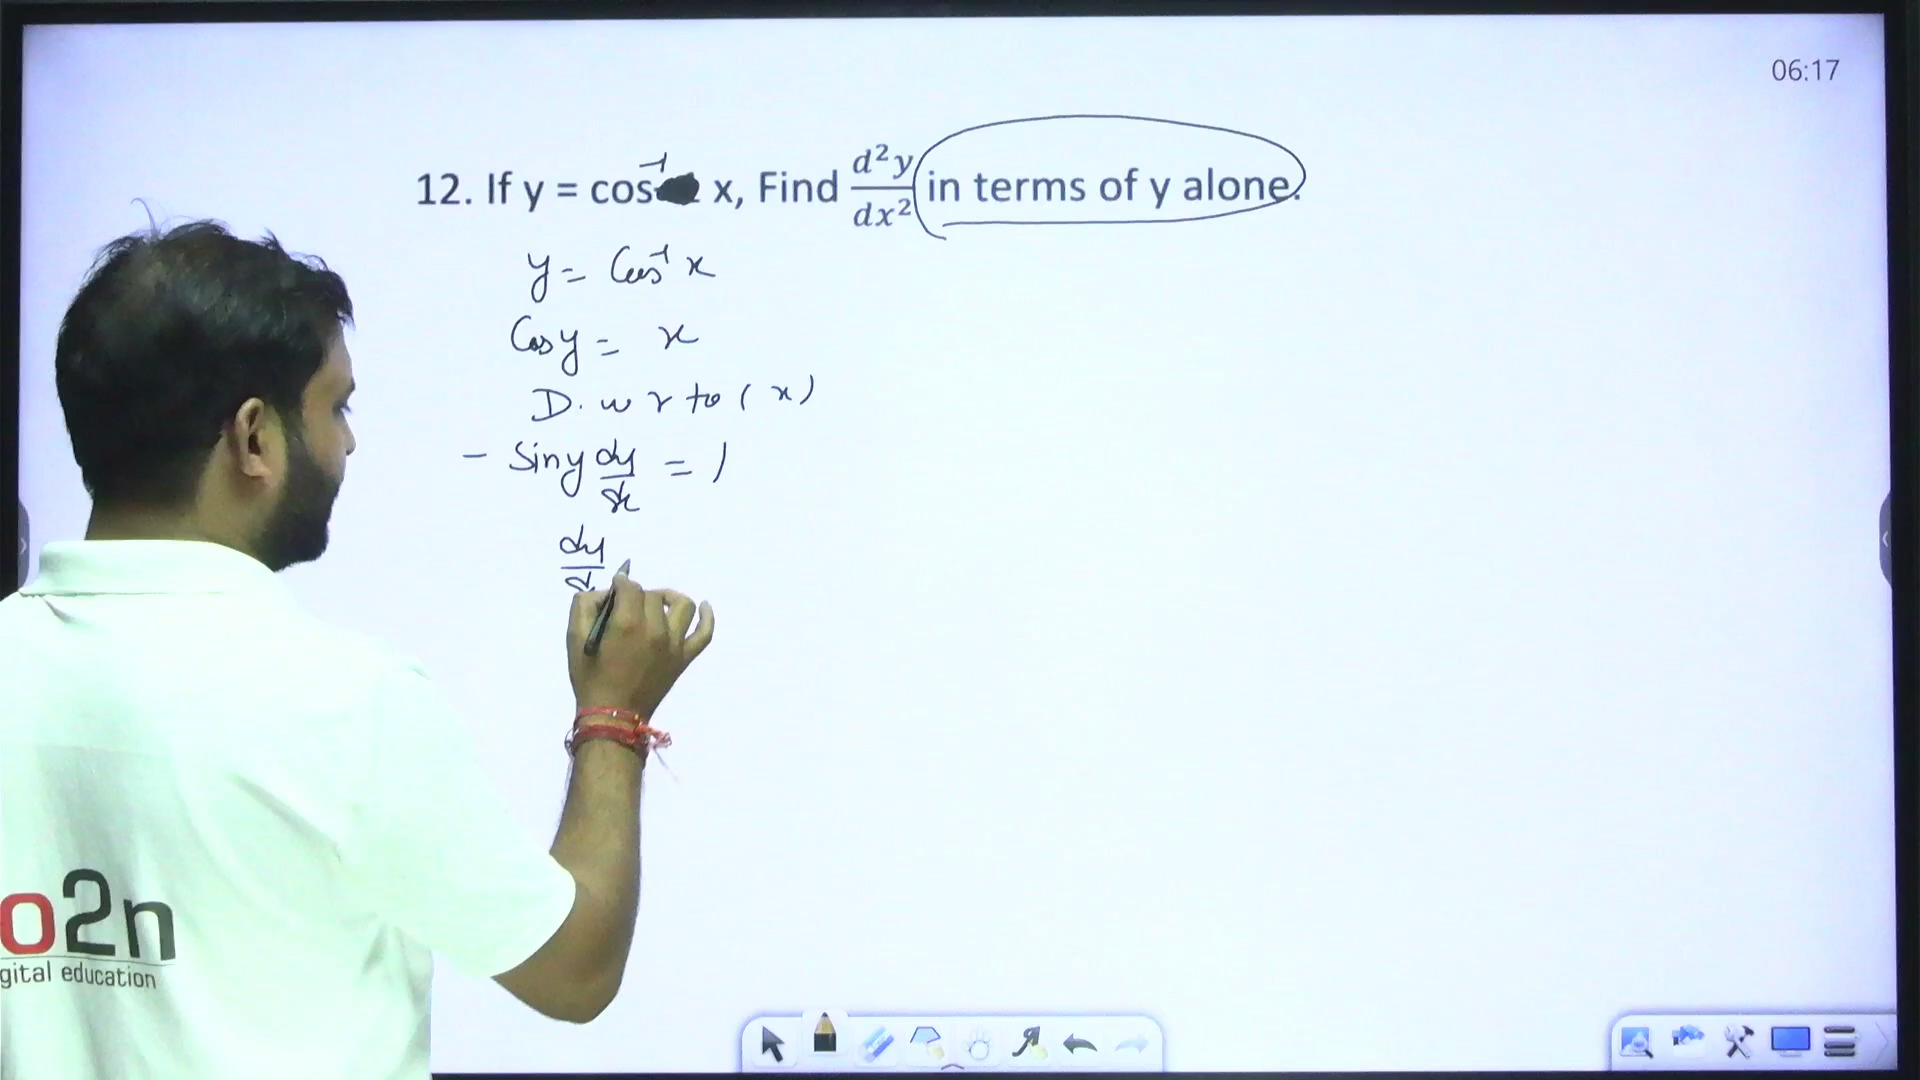 06:17
12. If y = cos⁻¹ x, Find d²y/dx² in terms of y alone.
y = Cos⁻¹ x
Cos y = x
D. w r to (x)
- Sin y dy/dx = 1
dy
o2n
gital education